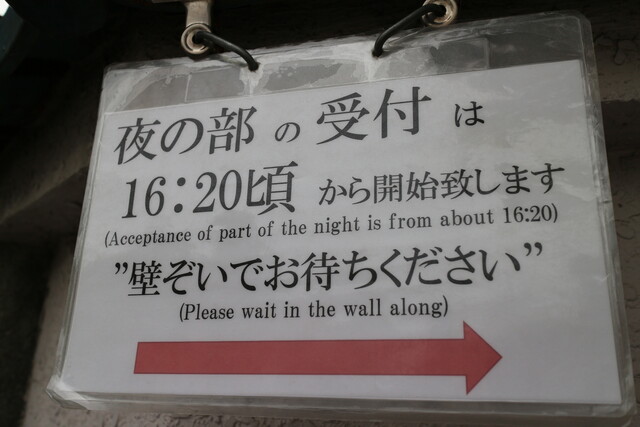 夜の部 の 受付 は
16:20頃 から開始致します
(Acceptance of part of the night is from about 16:20)
”壁ぞいでお待ちください”
(Please wait in the wall along)